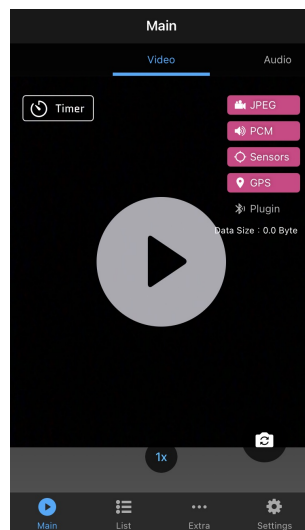 Main
Video Audio
Timer
JPEG
PCM
Sensors
GPS
Plugin
Data Size : 0.0 Byte
1x
Main List Extra Settings